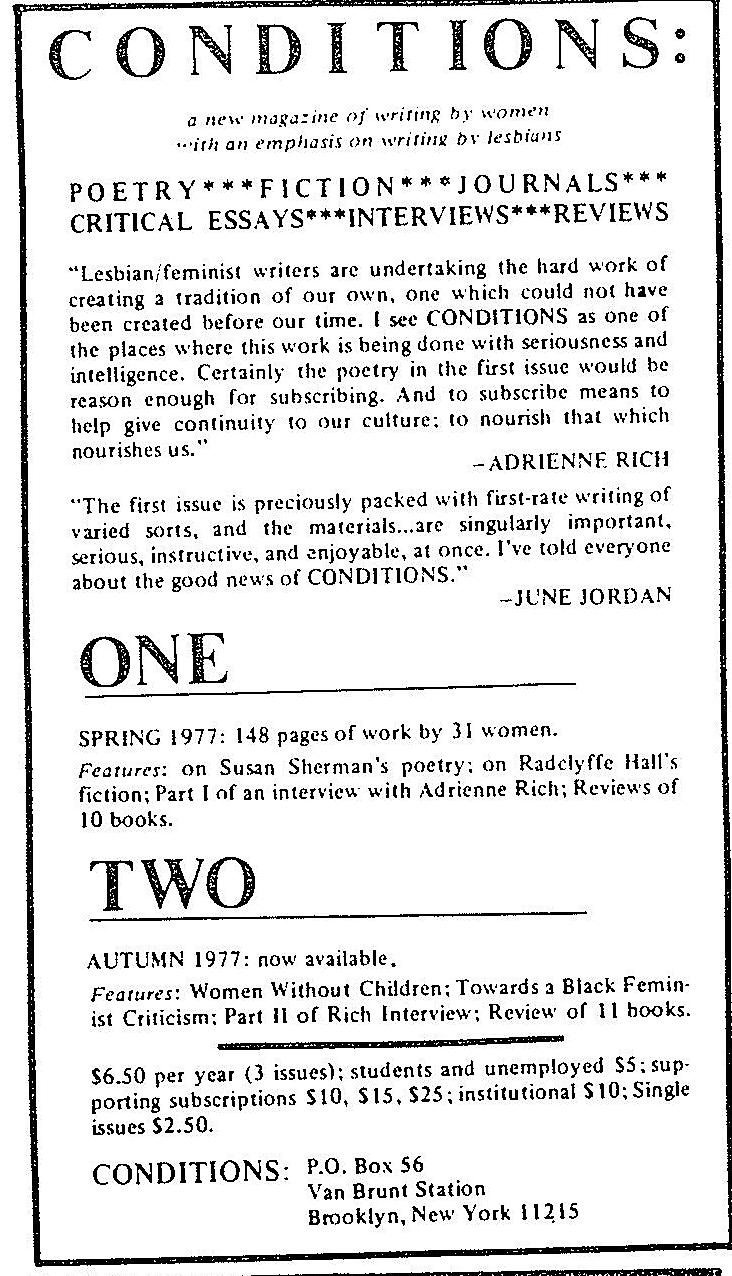 CONDITIONS:
a new magazine of writing by women
with an emphasis on writing by lesbians
POETRY***FICTION***JOURNALS***
CRITICAL ESSAYS***INTERVIEWS***REVIEWS
"Lesbian/feminist writers are undertaking the hard work of
creating a tradition of our own, one which could not have
been created before our time. I see CONDITIONS as one of
the places where this work is being done with seriousness and
intelligence. Certainly the poetry in the first issue would be
reason enough for subscribing. And to subscribe means to
help give continuity to our culture; to nourish that which
nourishes us."
–ADRIENNE RICH
"The first issue is preciously packed with first-rate writing of
varied sorts, and the materials...are singularly important,
serious, instructive, and enjoyable, at once. I've told everyone
about the good news of CONDITIONS."
–JUNE JORDAN
ONE
SPRING 1977: 148 pages of work by 31 women.
Features: on Susan Sherman's poetry; on Radclyffe Hall's
fiction; Part I of an interview with Adrienne Rich; Reviews of
10 books.
TWO
AUTUMN 1977: now available.
Features: Women Without Children; Towards a Black Femin-
ist Criticism; Part II of Rich Interview; Review of 11 books.
$6.50 per year (3 issues); students and unemployed $5; sup-
porting subscriptions $10, $15, $25; institutional $10; Single
issues $2.50.
CONDITIONS: P.O. Box 56
Van Brunt Station
Brooklyn, New York 11215